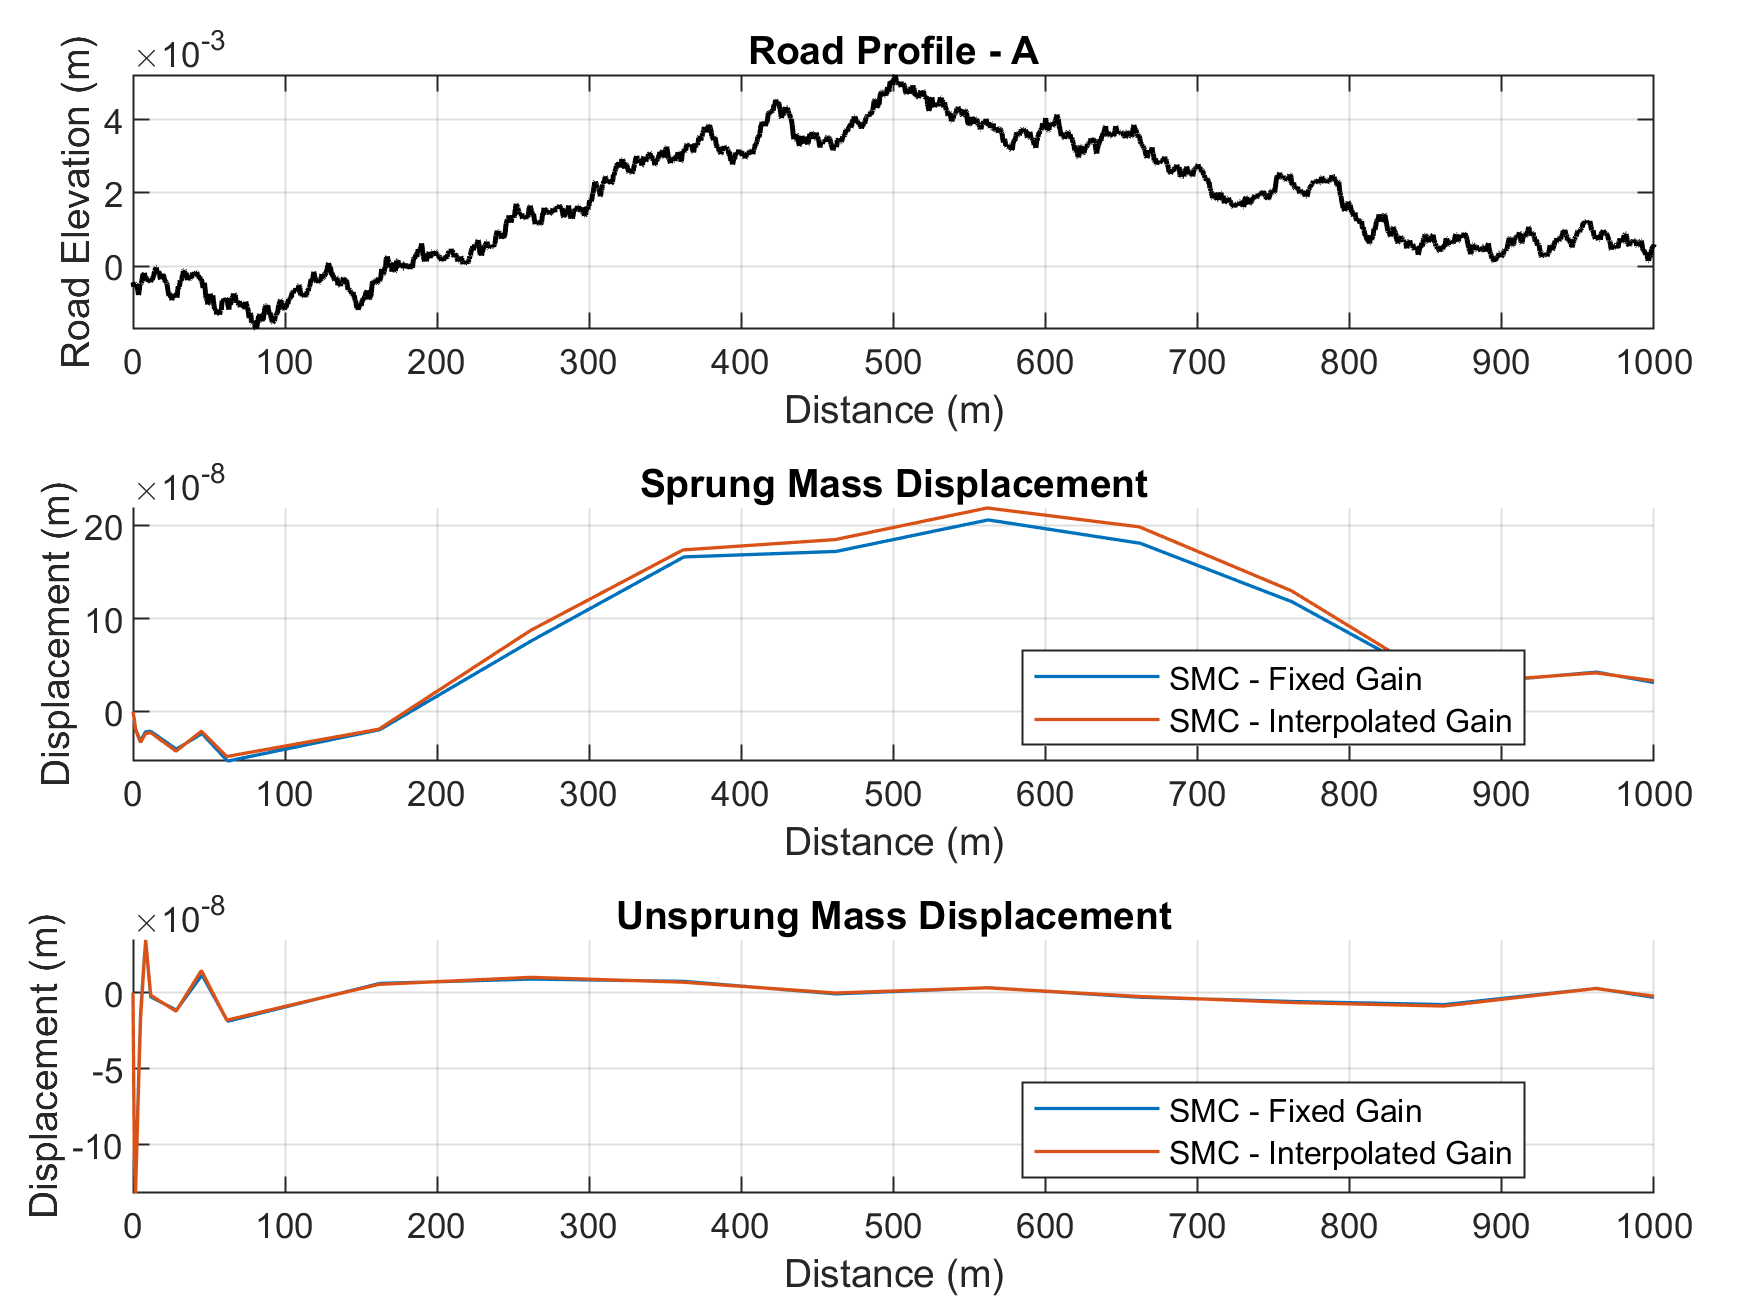 ×10-3
Road Profile - A
Road Elevation (m)
4
2
0
0 100 200 300 400 500 600 700 800 900 1000
Distance (m)
×10-8
Sprung Mass Displacement
Displacement (m)
20
10
0
SMC - Fixed Gain
SMC - Interpolated Gain
0 100 200 300 400 500 600 700 800 900 1000
Distance (m)
×10-8
Unsprung Mass Displacement
Displacement (m)
0
-5
-10
SMC - Fixed Gain
SMC - Interpolated Gain
0 100 200 300 400 500 600 700 800 900 1000
Distance (m)